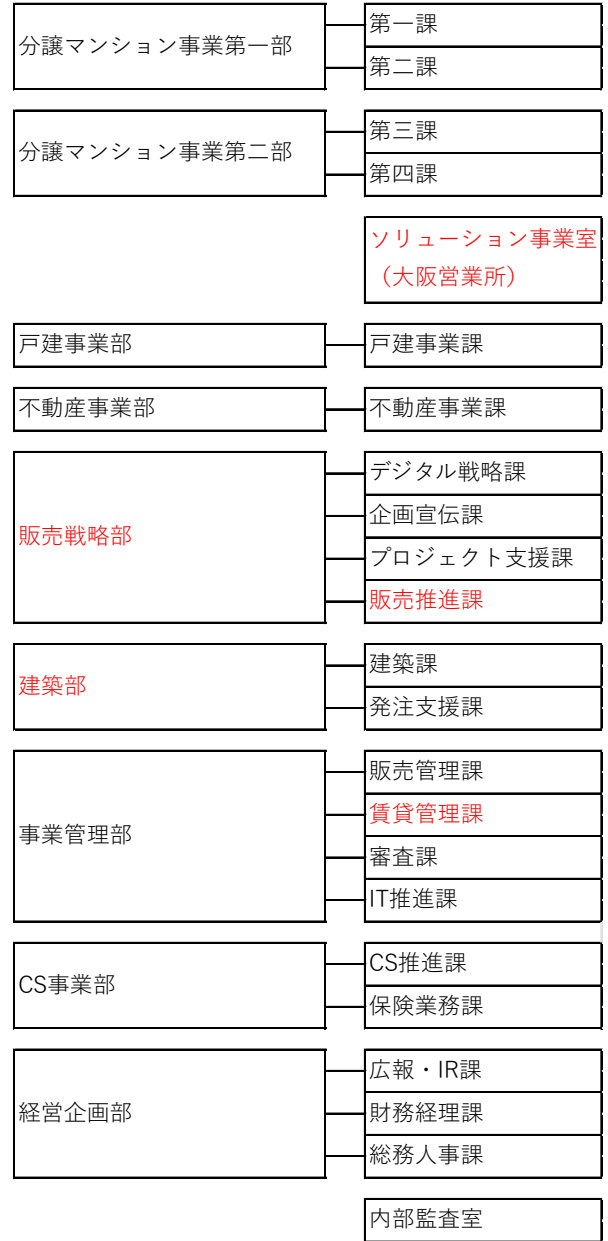 分譲マンション事業第一部
第一課
第二課
分譲マンション事業第二部
第三課
第四課
ソリューション事業室
（大阪営業所）
戸建事業部
戸建事業課
不動産事業部
不動産事業課
販売戦略部
デジタル戦略課
企画宣伝課
プロジェクト支援課
販売推進課
建築部
建築課
発注支援課
事業管理部
販売管理課
賃貸管理課
審査課
IT推進課
CS事業部
CS推進課
保険業務課
経営企画部
広報・IR課
財務経理課
総務人事課
内部監査室